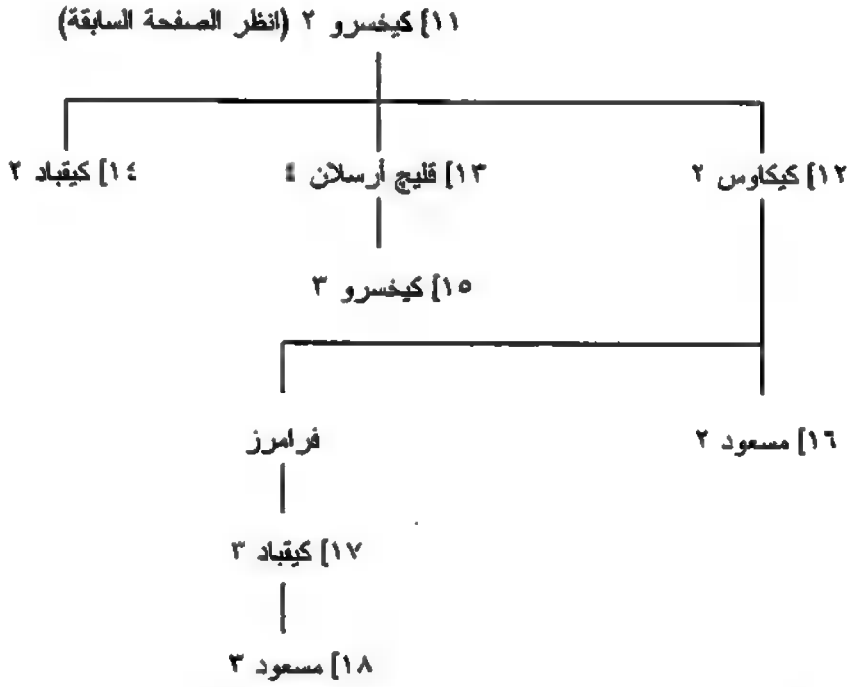 ١١] كيخسرو ٢ (انظر الصفحة السابقة)
١٢] كيكاوس ٢
١٣] قليج أرسلان ٤
١٤] كيقباد ٢
١٥] كيخسرو ٣
١٦] مسعود ٢
فرامرز
١٧] كيقباد ٣
١٨] مسعود ٣